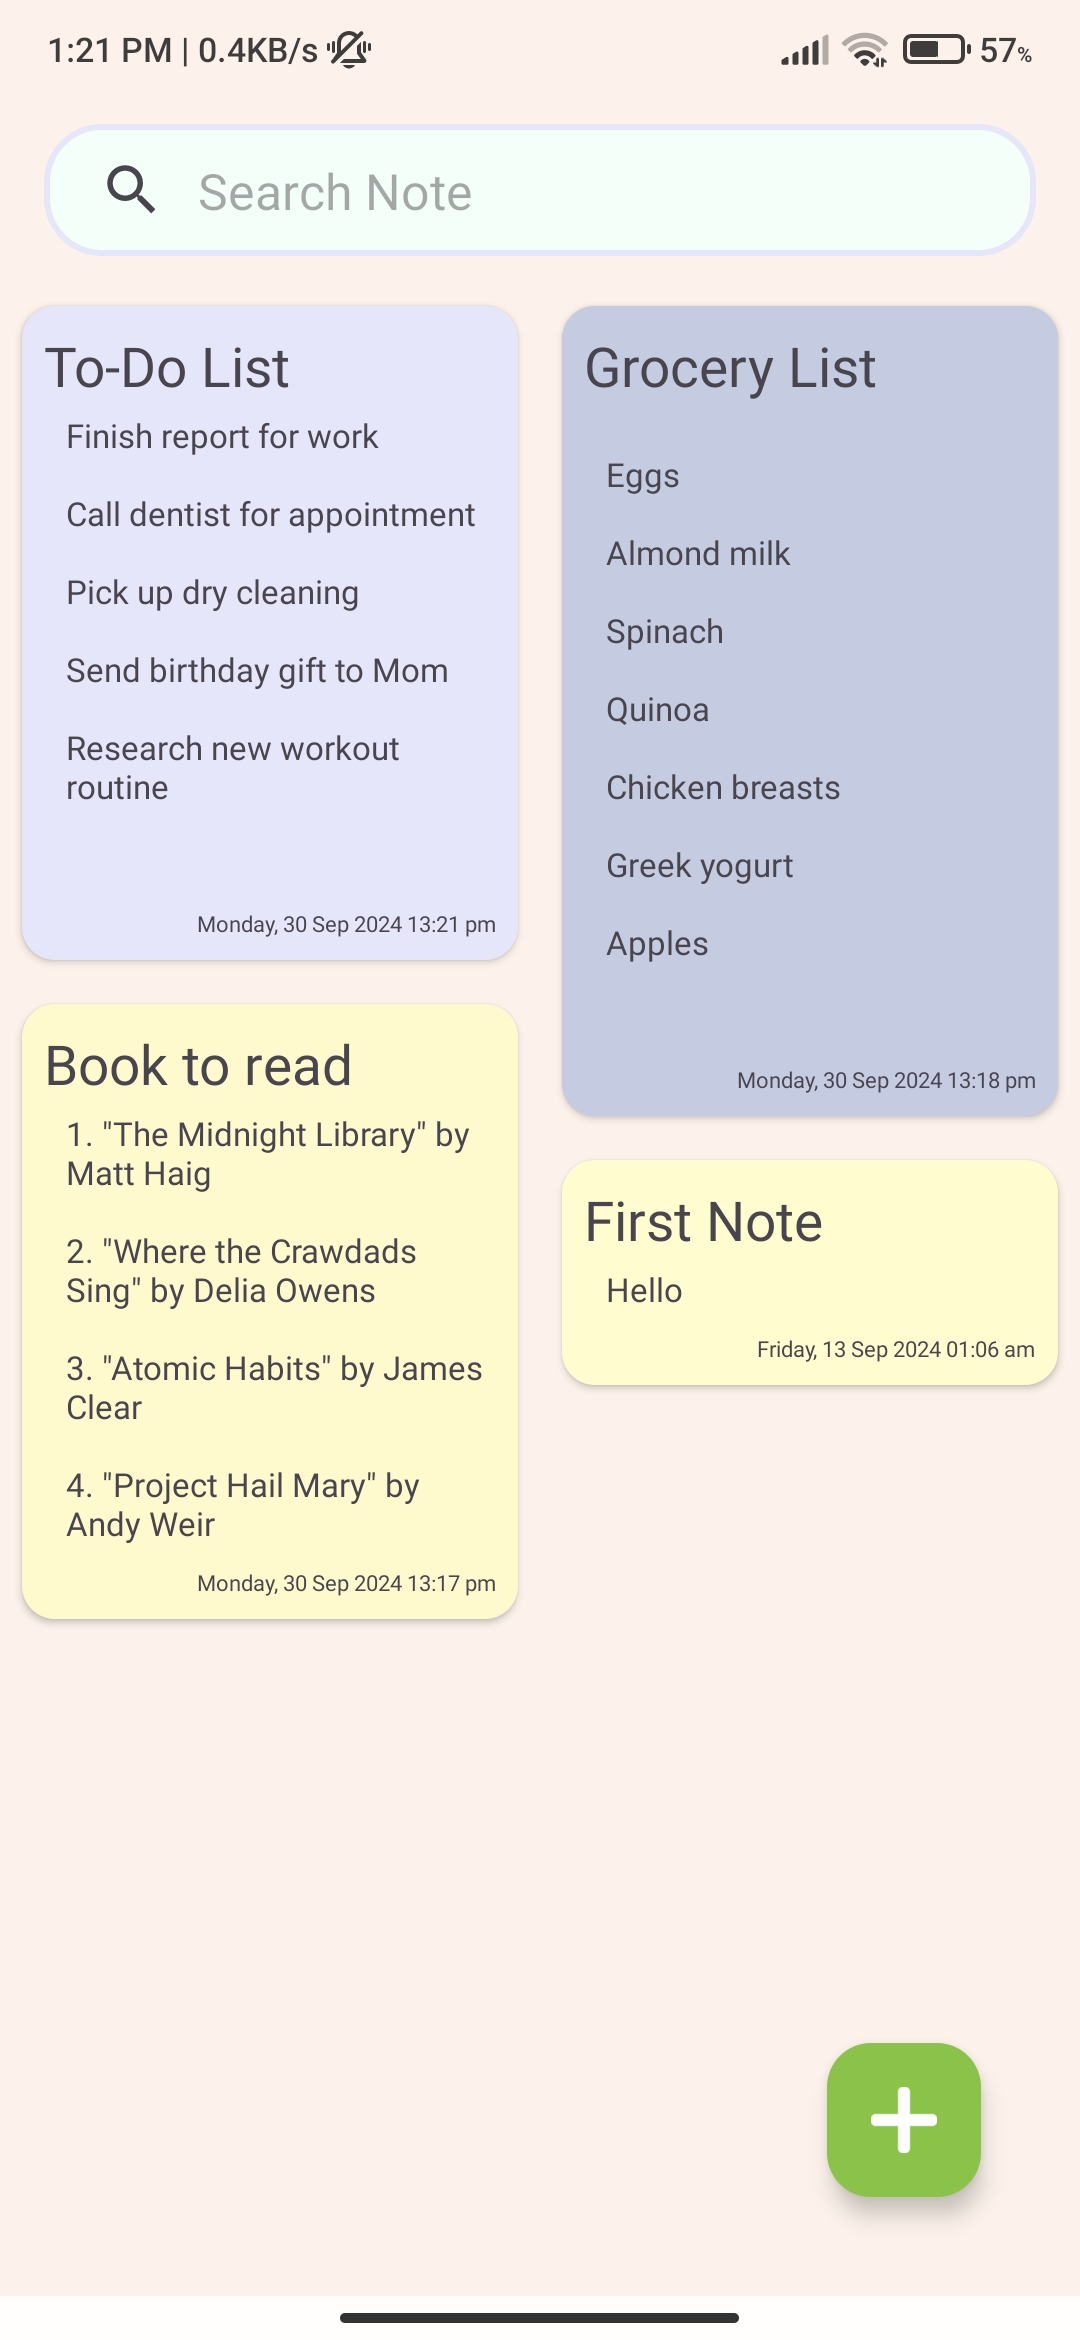 1:21 PM | 0.4KB/s 57%
Search Note
To-Do List
Finish report for work
Call dentist for appointment
Pick up dry cleaning
Send birthday gift to Mom
Research new workout
routine
Monday, 30 Sep 2024 13:21 pm
Grocery List
Eggs
Almond milk
Spinach
Quinoa
Chicken breasts
Greek yogurt
Apples
Monday, 30 Sep 2024 13:18 pm
Book to read
1. "The Midnight Library" by
Matt Haig
2. "Where the Crawdads
Sing" by Delia Owens
3. "Atomic Habits" by James
Clear
4. "Project Hail Mary" by
Andy Weir
Monday, 30 Sep 2024 13:17 pm
First Note
Hello
Friday, 13 Sep 2024 01:06 am